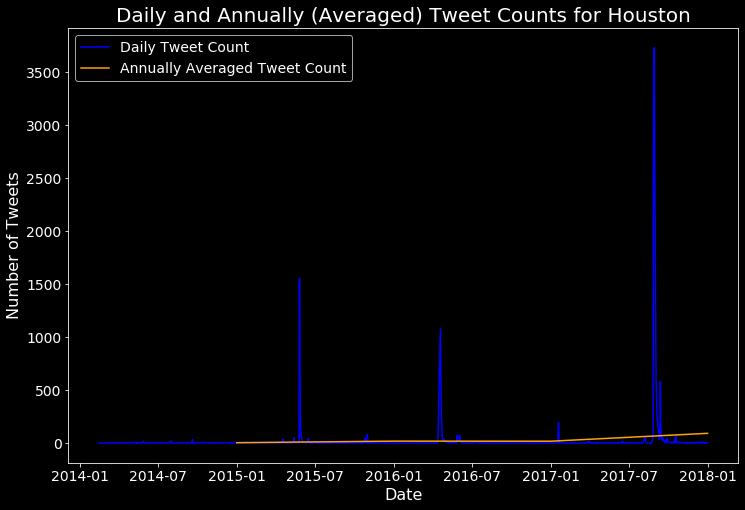 Daily and Annually (Averaged) Tweet Counts for Houston
Daily Tweet Count
Annually Averaged Tweet Count
Number of Tweets
3500
3000
2500
2000
1500
1000
500
0
2014-01 2014-07 2015-01 2015-07 2016-01 2016-07 2017-01 2017-07 2018-01
Date